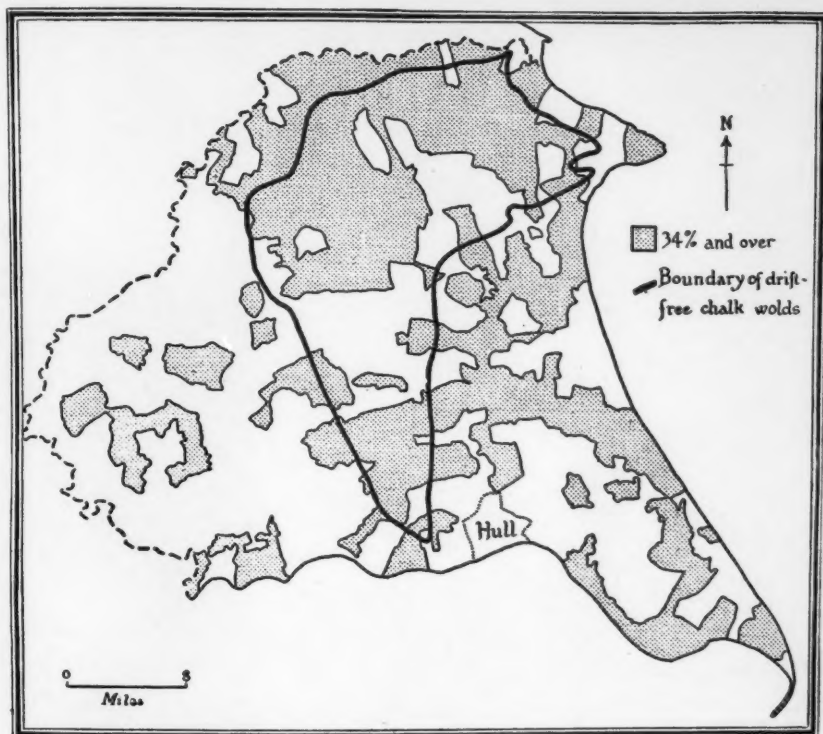 N
34% and over
Boundary of drift-
free chalk wolds
Hull
0 8
Miles